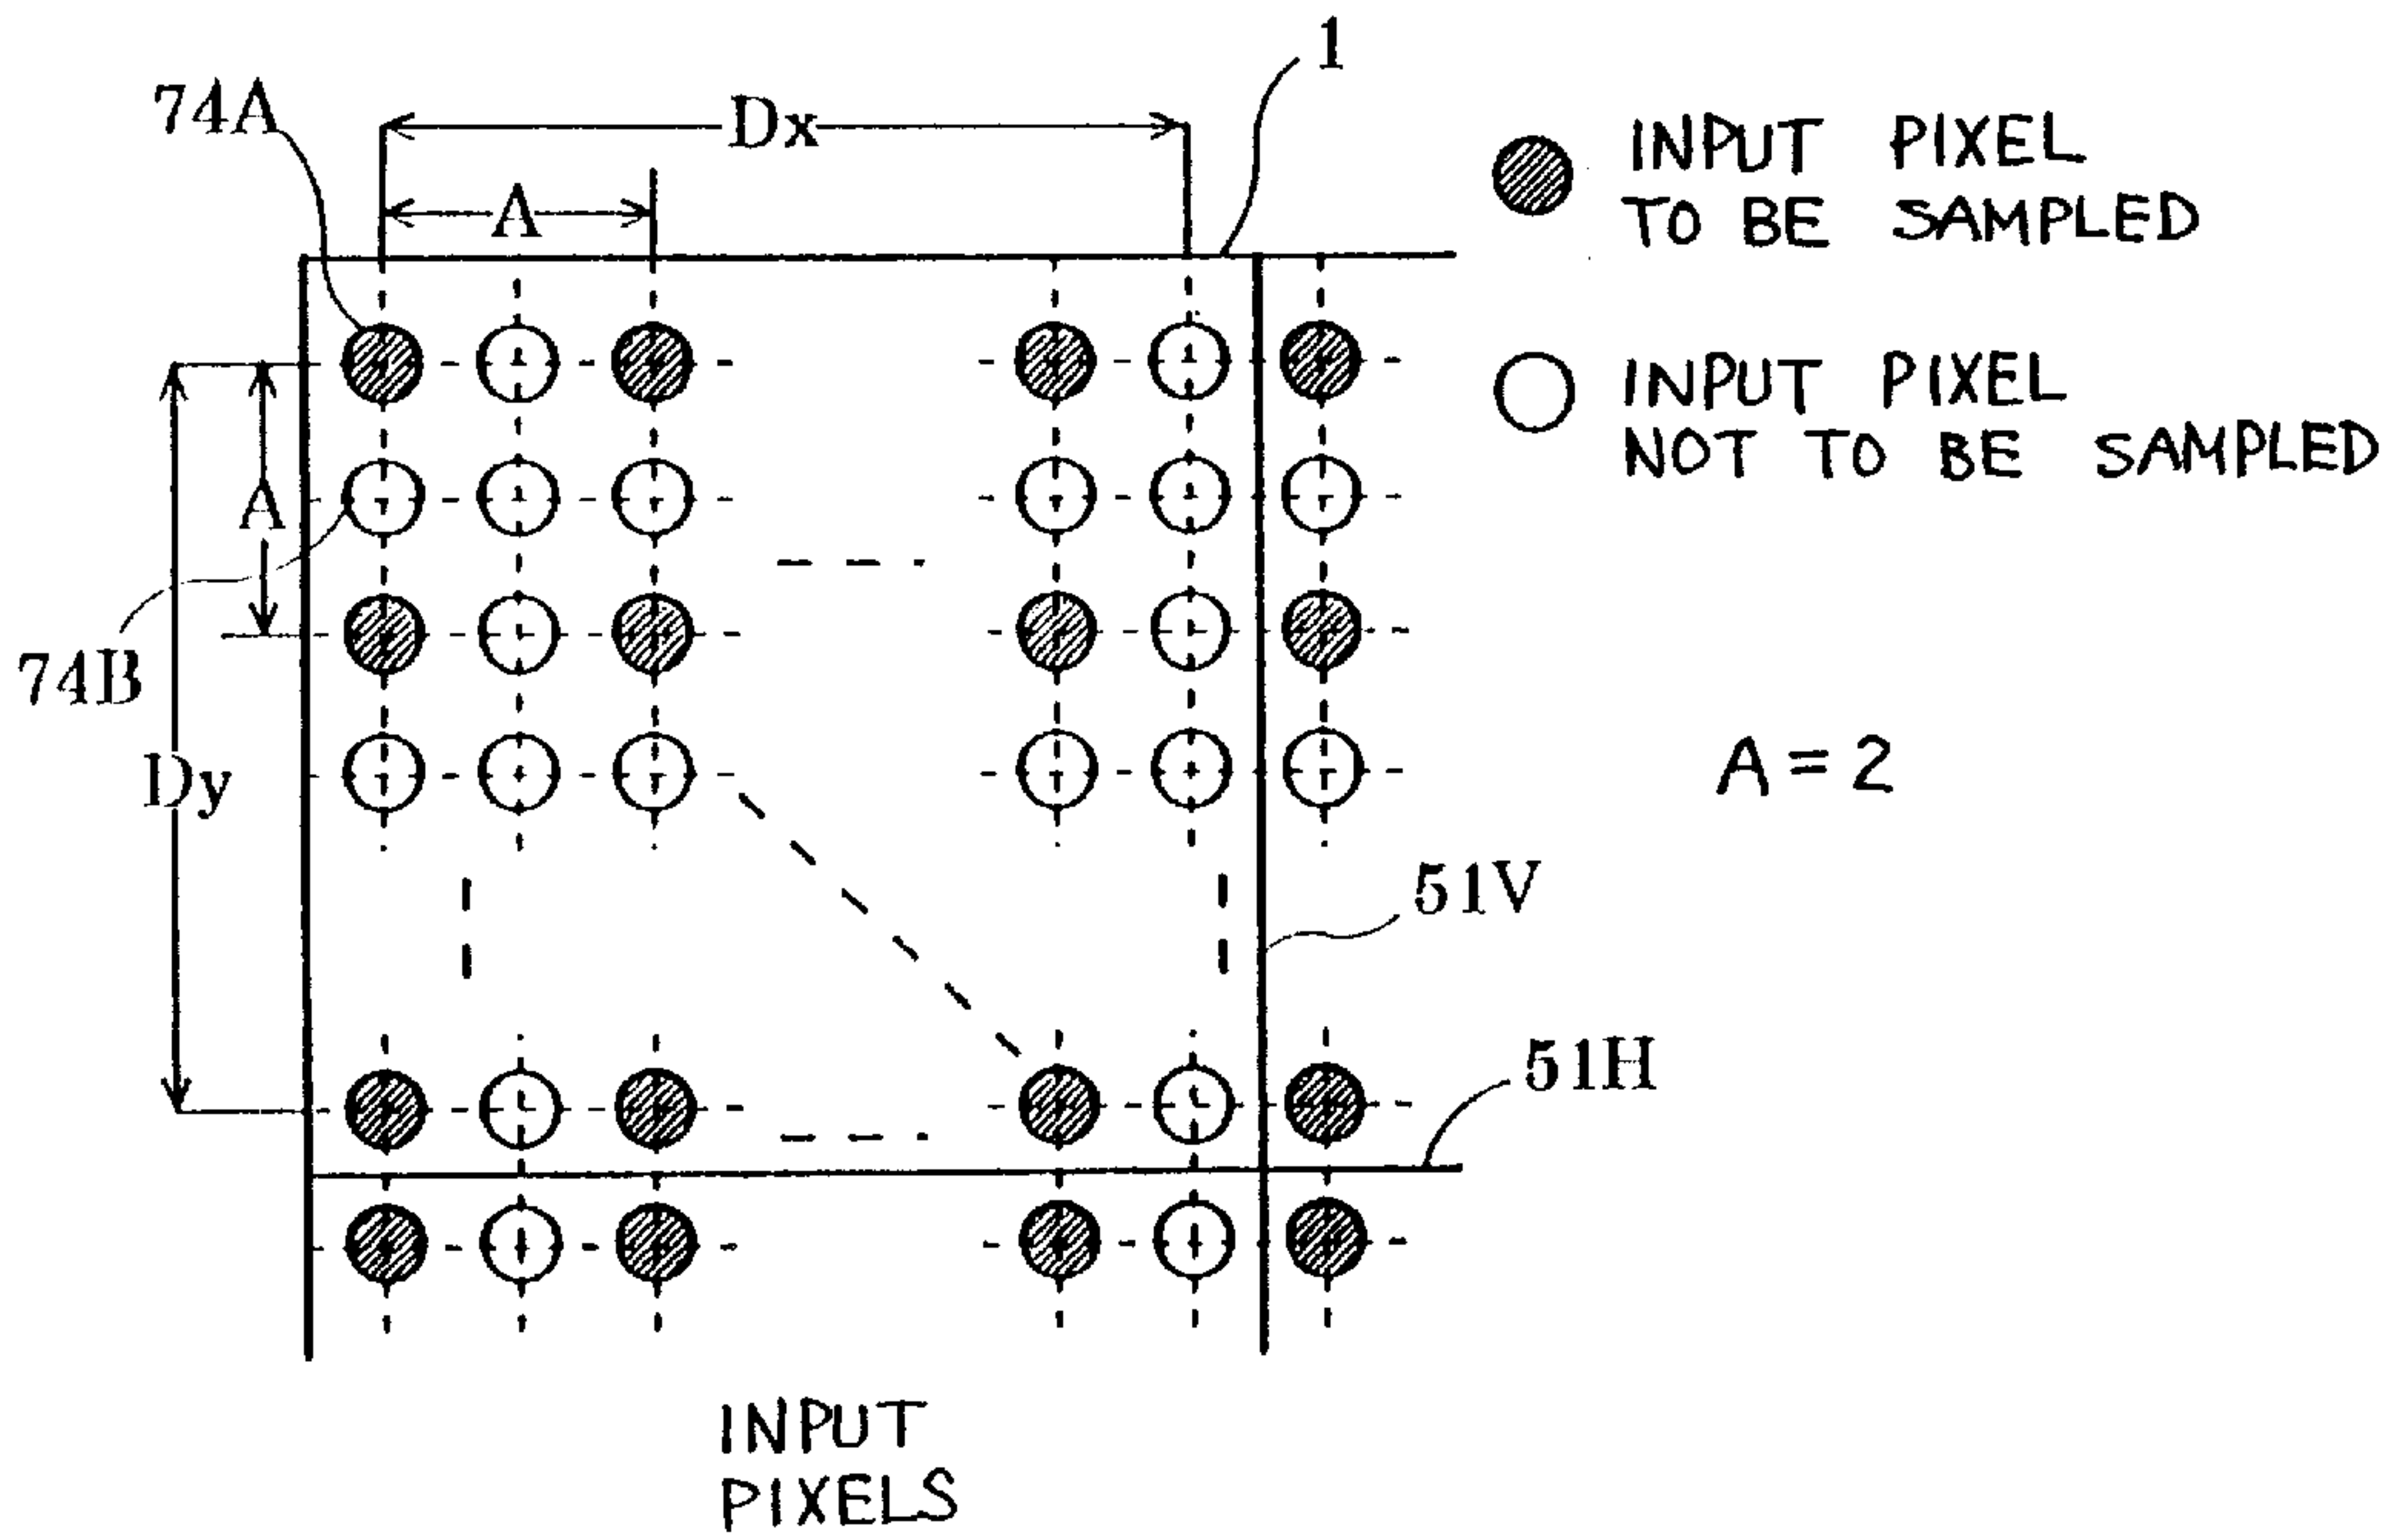 1
74A
Dx
A
INPUT PIXEL
TO BE SAMPLED
INPUT PIXEL
NOT TO BE SAMPLED
A
74B
Dy
A = 2
51V
51H
INPUT
PIXELS